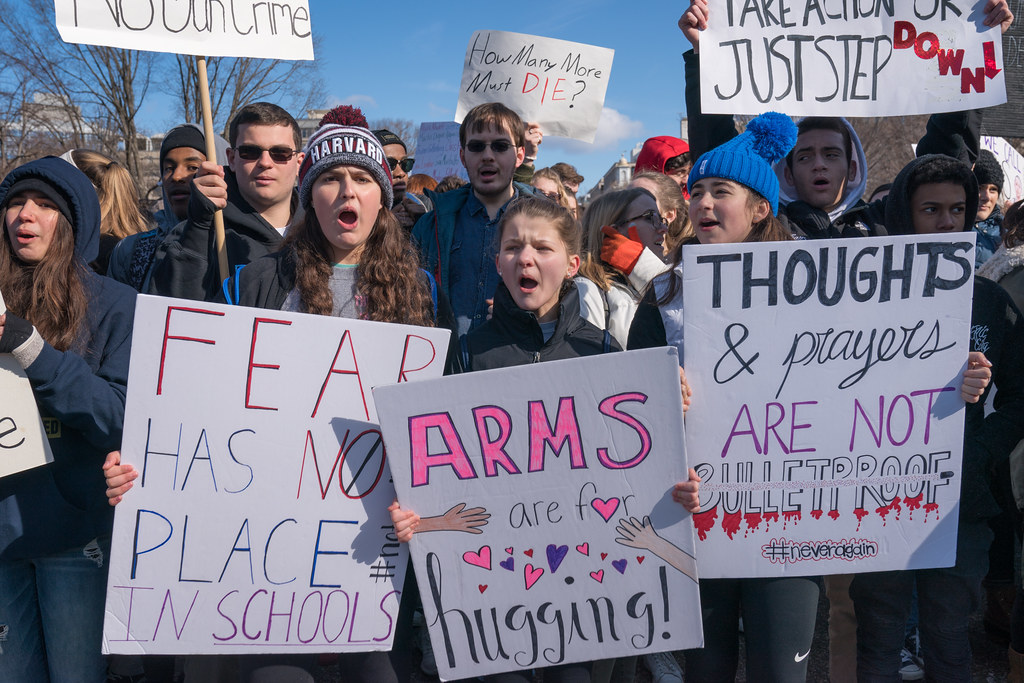 No Gun Crime
How Many More
Must DIE?
TAKE ACTION OR
JUST STEP DOWN
HARVARD
FEAR
HAS NO
PLACE
IN SCHOOLS
ARMS
are for
hugging!
THOUGHTS
& prayers
ARE NOT
BULLETPROOF
#neveragain